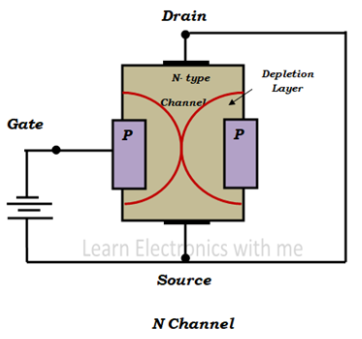 Drain
N- type
Channel
Depletion
Layer
Gate
P
P
Learn Electronics with me
Source
N Channel